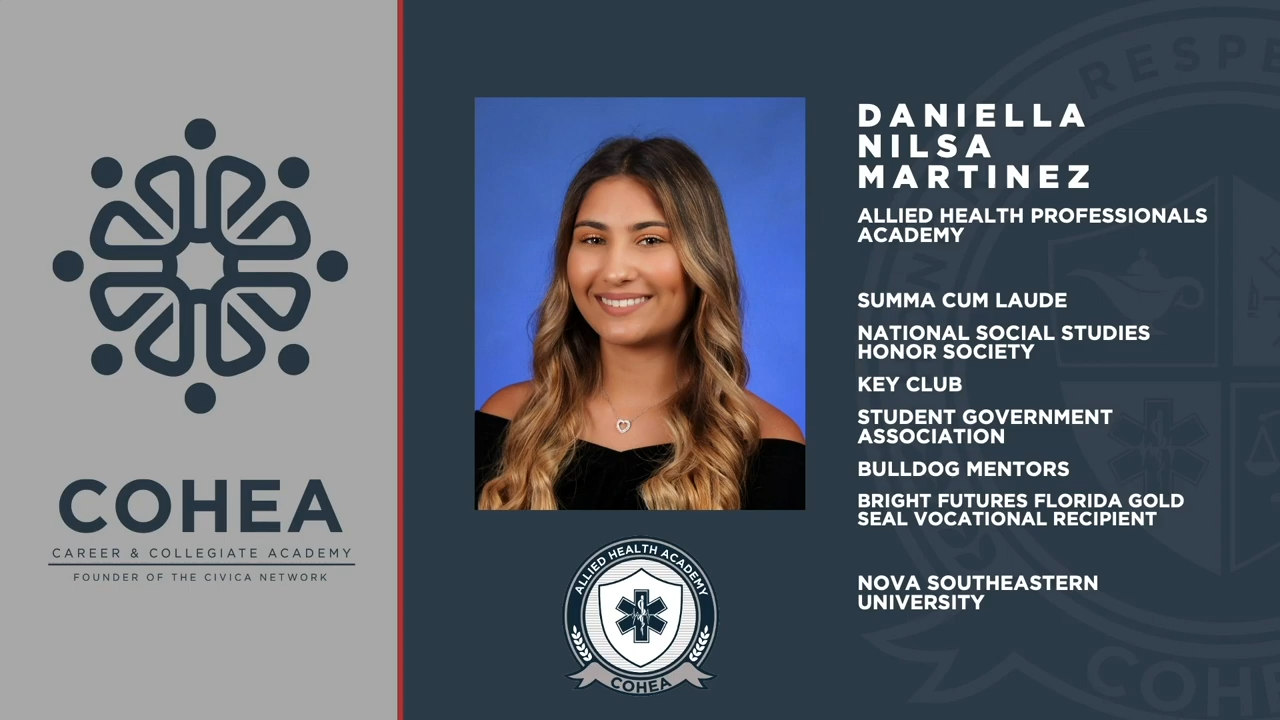 COHEA
CAREER & COLLEGIATE ACADEMY
FOUNDER OF THE CIVICA NETWORK
ALLIED HEALTH ACADEMY
COHEA
DANIELLA
NILSA
MARTINEZ
ALLIED HEALTH PROFESSIONALS
ACADEMY
SUMMA CUM LAUDE
NATIONAL SOCIAL STUDIES
HONOR SOCIETY
KEY CLUB
STUDENT GOVERNMENT
ASSOCIATION
BULLDOG MENTORS
BRIGHT FUTURES FLORIDA GOLD
SEAL VOCATIONAL RECIPIENT
NOVA SOUTHEASTERN
UNIVERSITY